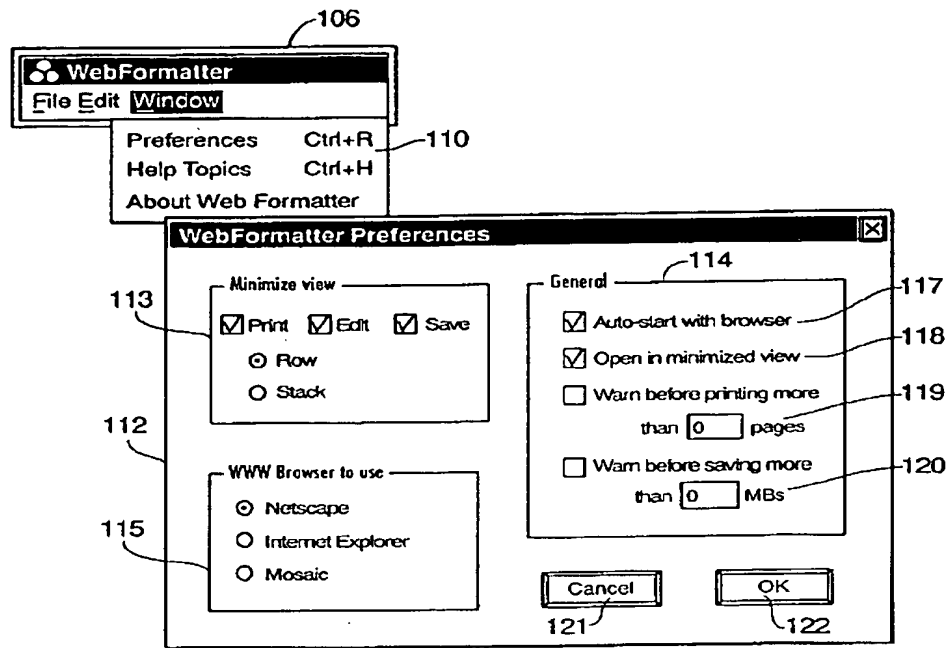 106
WebFormatter
File Edit Window
Preferences Ctrl+R
110
Help Topics Ctrl+H
About Web Formatter
WebFormatter Preferences
113
Minimize view
Print Edit Save
Row
Stack
112
WWW Browser to use
Netscape
Internet Explorer
Mosaic
115
114
General
Auto-start with browser
117
Open in minimized view
118
Warn before printing more
than 0 pages
119
Warn before saving more
than 0 MBs
120
Cancel
121
OK
122